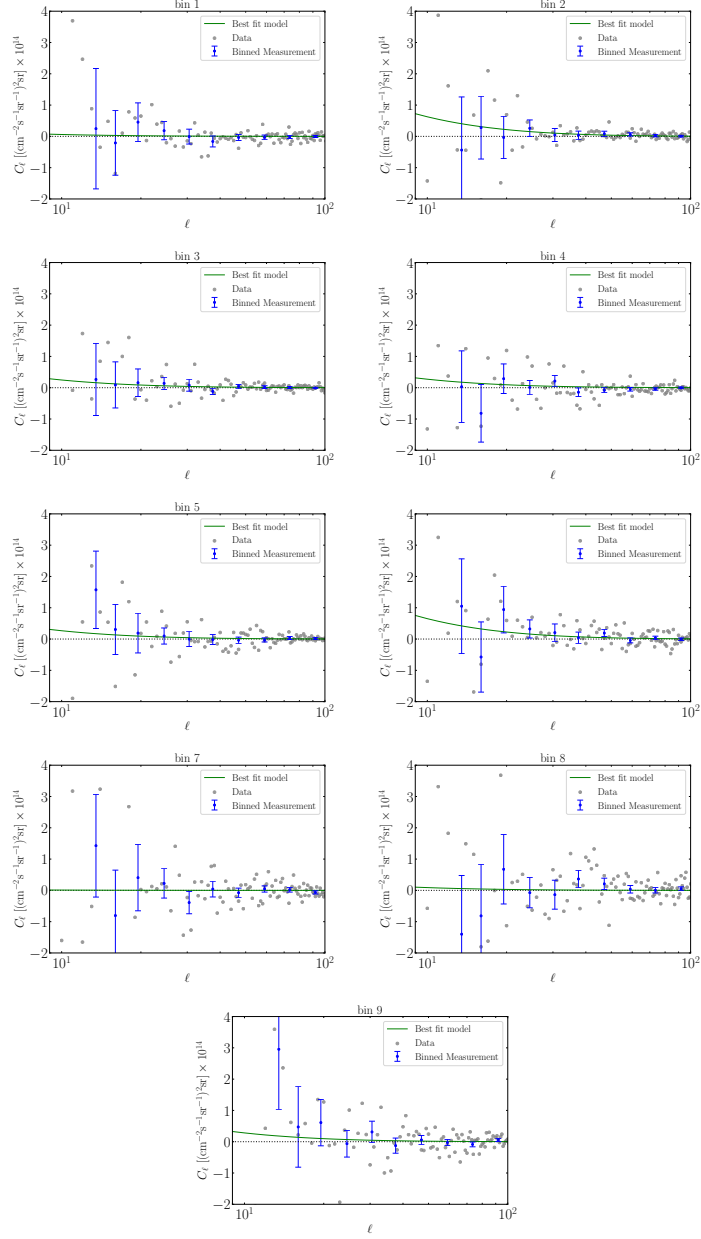 bin 1
4
3
2
1
0
−1
−2
C_ℓ [(cm⁻²s⁻¹sr⁻¹)²sr] × 10¹⁴
Best fit model
Data
Binned Measurement
10¹ 10²
ℓ
bin 2
4
3
2
1
0
−1
−2
C_ℓ [(cm⁻²s⁻¹sr⁻¹)²sr] × 10¹⁴
Best fit model
Data
Binned Measurement
10¹ 10²
ℓ
bin 3
4
3
2
1
0
−1
−2
C_ℓ [(cm⁻²s⁻¹sr⁻¹)²sr] × 10¹⁴
Best fit model
Data
Binned Measurement
10¹ 10²
ℓ
bin 4
4
3
2
1
0
−1
−2
C_ℓ [(cm⁻²s⁻¹sr⁻¹)²sr] × 10¹⁴
Best fit model
Data
Binned Measurement
10¹ 10²
ℓ
bin 5
4
3
2
1
0
−1
−2
C_ℓ [(cm⁻²s⁻¹sr⁻¹)²sr] × 10¹⁴
Best fit model
Data
Binned Measurement
10¹ 10²
ℓ
4
3
2
1
0
−1
−2
C_ℓ [(cm⁻²s⁻¹sr⁻¹)²sr] × 10¹⁴
Best fit model
Data
Binned Measurement
10¹ 10²
ℓ
bin 7
4
3
2
1
0
−1
−2
C_ℓ [(cm⁻²s⁻¹sr⁻¹)²sr] × 10¹⁴
Best fit model
Data
Binned Measurement
10¹ 10²
ℓ
bin 8
4
3
2
1
0
−1
−2
C_ℓ [(cm⁻²s⁻¹sr⁻¹)²sr] × 10¹⁴
Best fit model
Data
Binned Measurement
10¹ 10²
ℓ
bin 9
4
3
2
1
0
−1
−2
C_ℓ [(cm⁻²s⁻¹sr⁻¹)²sr] × 10¹⁴
Best fit model
Data
Binned Measurement
10¹ 10²
ℓ